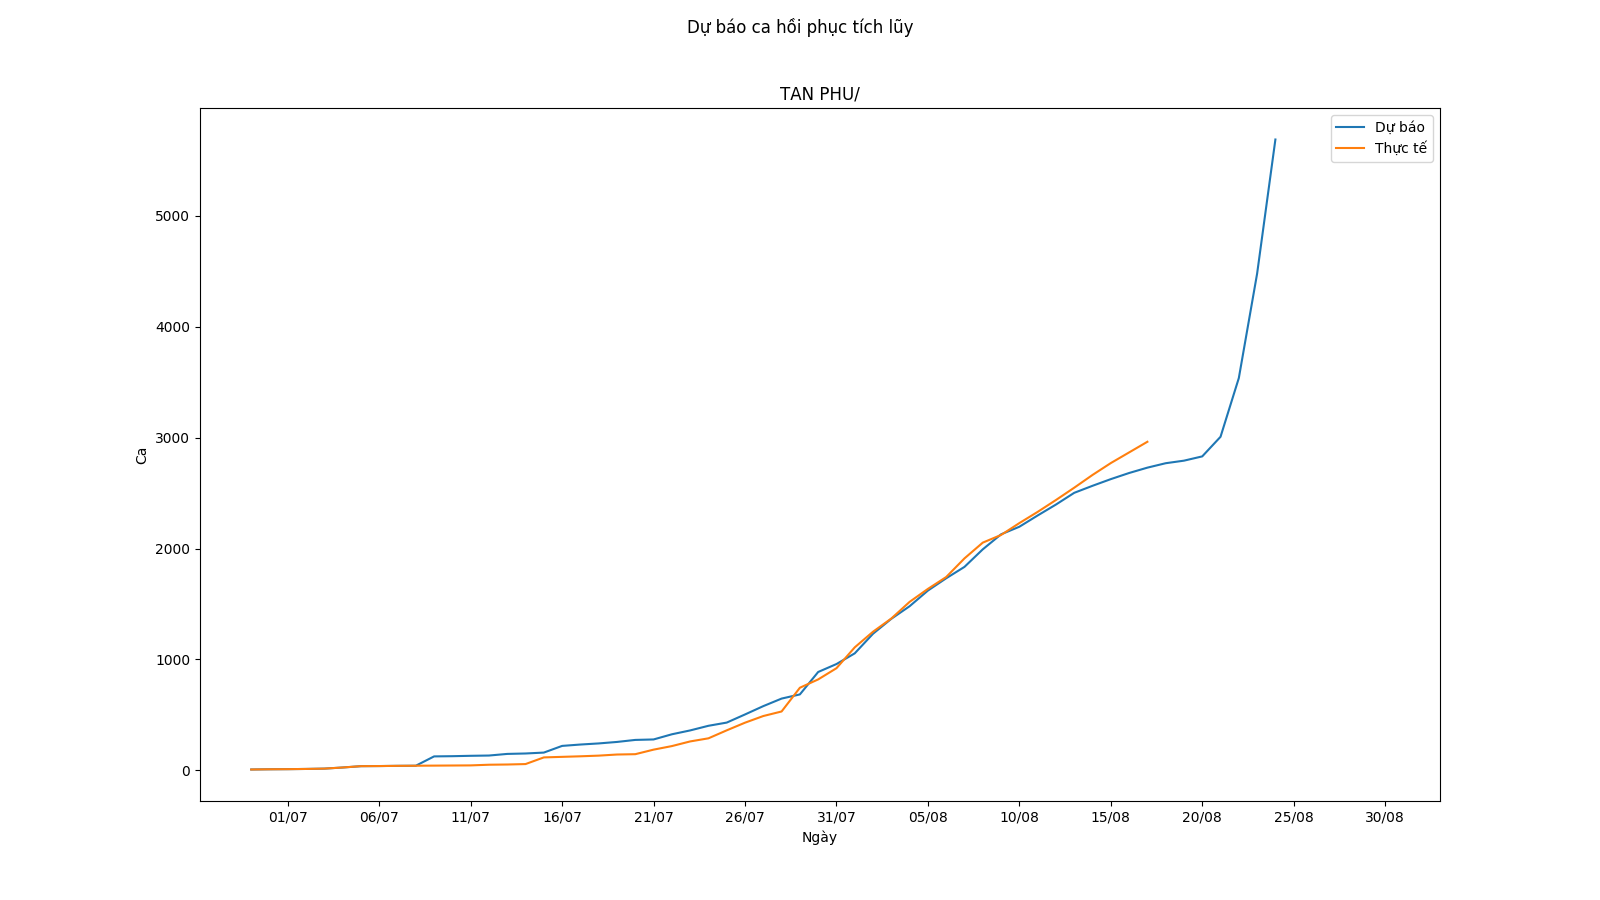 Dự báo ca hồi phục tích lũy
TAN PHU/
Dự báo
Thực tế
5000
4000
3000
2000
1000
0
Ca
01/07 06/07 11/07 16/07 21/07 26/07 31/07 05/08 10/08 15/08 20/08 25/08 30/08
Ngày